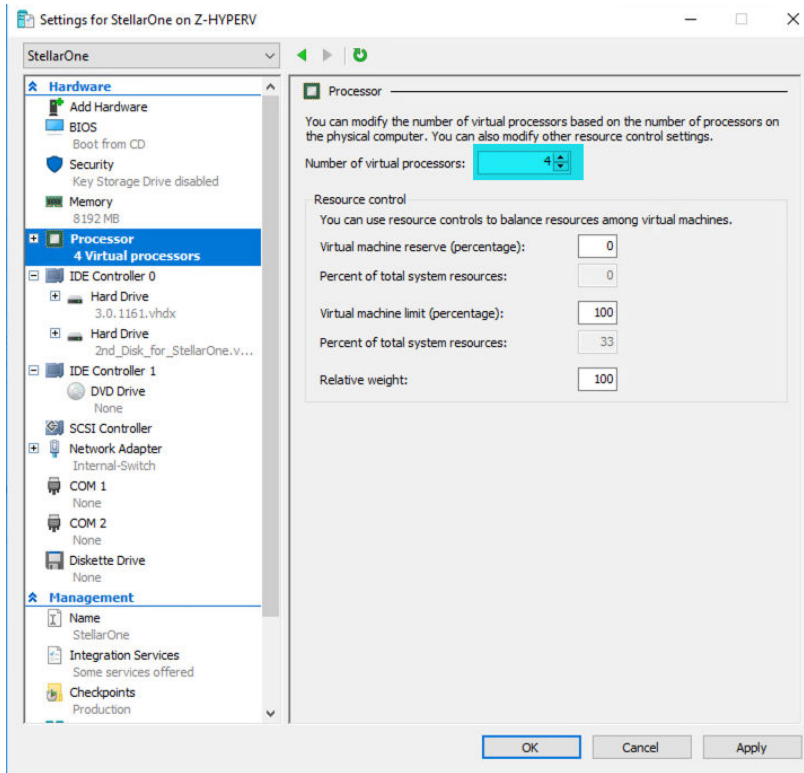 Settings for StellarOne on Z-HYPERV
StellarOne
Hardware
Add Hardware
BIOS
Boot from CD
Security
Key Storage Drive disabled
Memory
8192 MB
Processor
4 Virtual processors
IDE Controller 0
Hard Drive
3.0.1161.vhdx
Hard Drive
2nd_Disk_for_StellarOne.v...
IDE Controller 1
DVD Drive
None
SCSI Controller
Network Adapter
Internal-Switch
COM 1
None
COM 2
None
Diskette Drive
None
Management
Name
StellarOne
Integration Services
Some services offered
Checkpoints
Production
Processor
You can modify the number of virtual processors based on the number of processors on
the physical computer. You can also modify other resource control settings.
Number of virtual processors: 4
Resource control
You can use resource controls to balance resources among virtual machines.
Virtual machine reserve (percentage): 0
Percent of total system resources: 0
Virtual machine limit (percentage): 100
Percent of total system resources: 33
Relative weight: 100
OK Cancel Apply